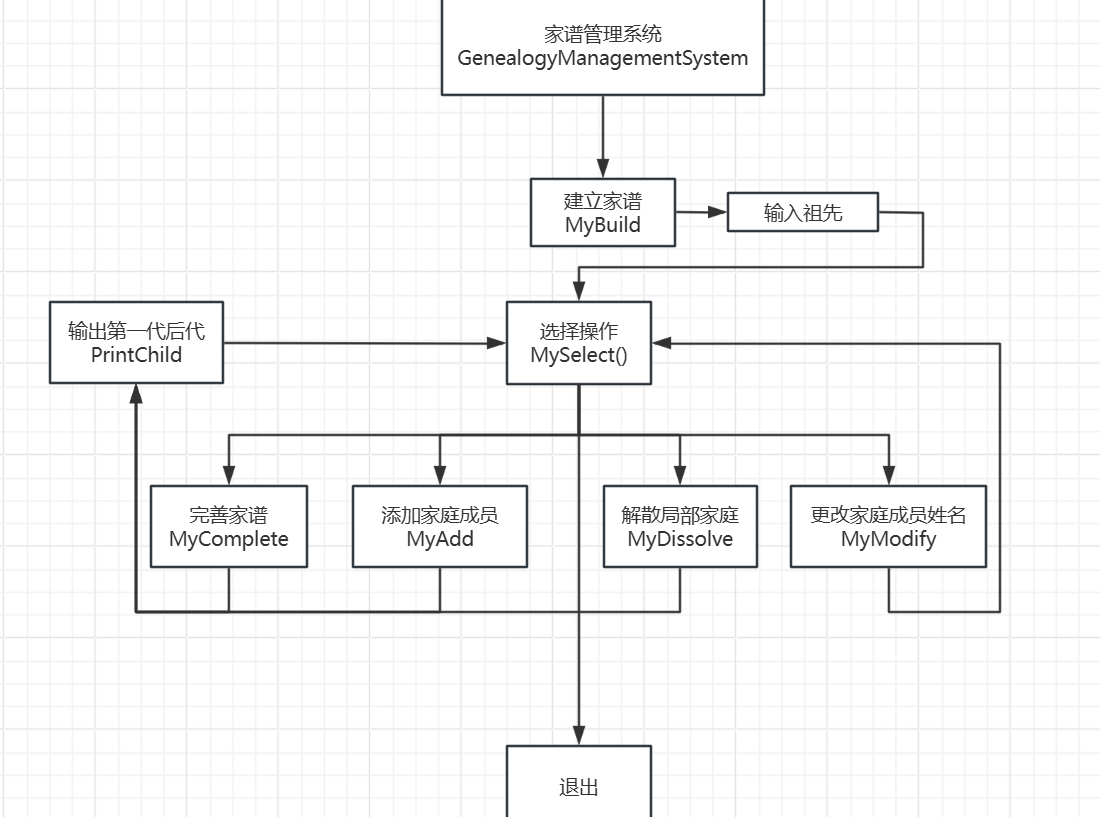 家谱管理系统
GenealogyManagementSystem
建立家谱
MyBuild
输入祖先
输出第一代后代
PrintChild
选择操作
MySelect()
完善家谱
MyComplete
添加家庭成员
MyAdd
解散局部家庭
MyDissolve
更改家庭成员姓名
MyModify
退出